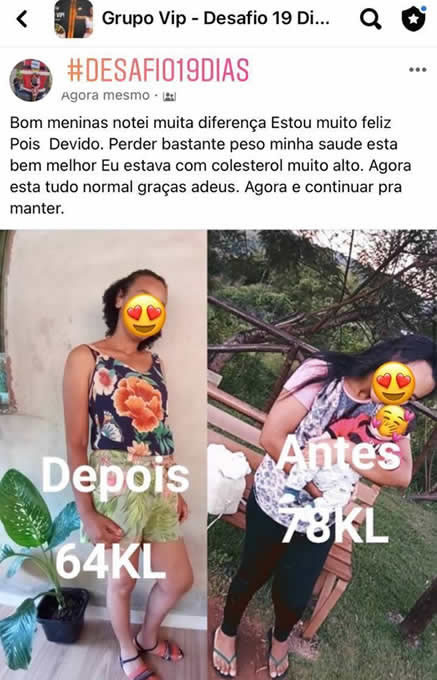 Grupo Vip - Desafio 19 Di...
#DESAFIO19DIAS
Agora mesmo ·
Bom meninas notei muita diferença Estou muito feliz
Pois Devido. Perder bastante peso minha saude esta
bem melhor Eu estava com colesterol muito alto. Agora
esta tudo normal graças adeus. Agora e continuar pra
manter.
Depois
64KL
Antes
78KL